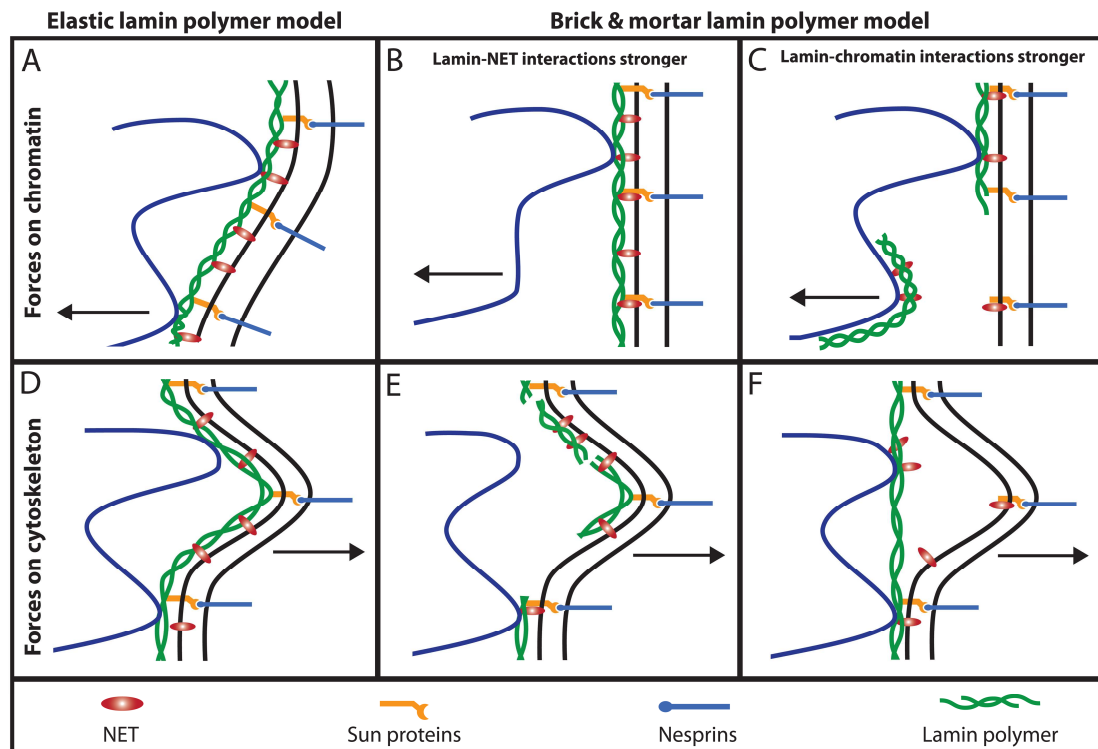 Elastic lamin polymer model
Brick & mortar lamin polymer model
Forces on chromatin
A
B
Lamin-NET interactions stronger
C
Lamin-chromatin interactions stronger
Forces on cytoskeleton
D
E
F
NET
Sun proteins
Nesprins
Lamin polymer